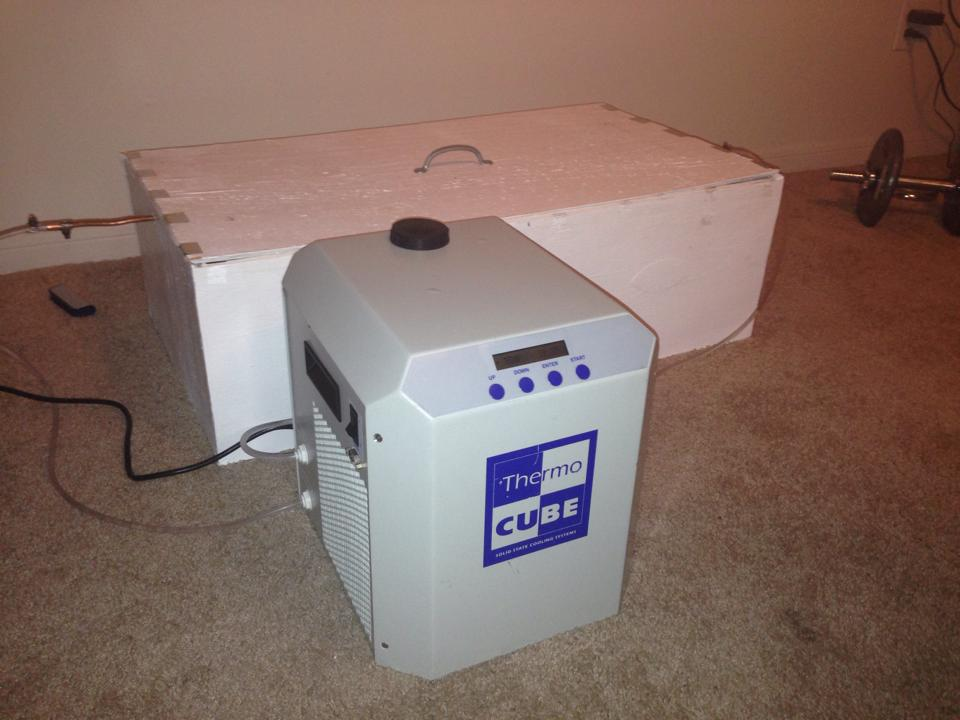 UP DOWN ENTER START
Thermo
CUBE
SOLID STATE COOLING SYSTEMS